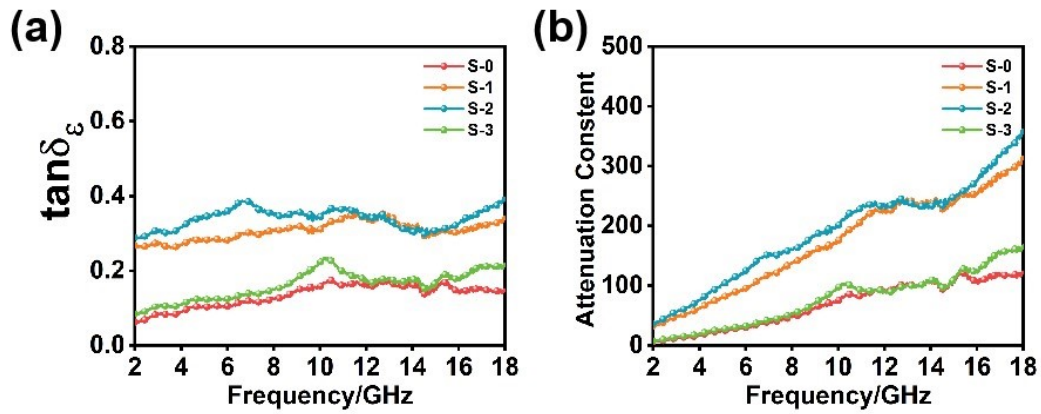 (a)
tanδε
0.8
0.6
0.4
0.2
0.0
2 4 6 8 10 12 14 16 18
Frequency/GHz
S-0
S-1
S-2
S-3
(b)
Attenuation Constent
500
400
300
200
100
0
2 4 6 8 10 12 14 16 18
Frequency/GHz
S-0
S-1
S-2
S-3